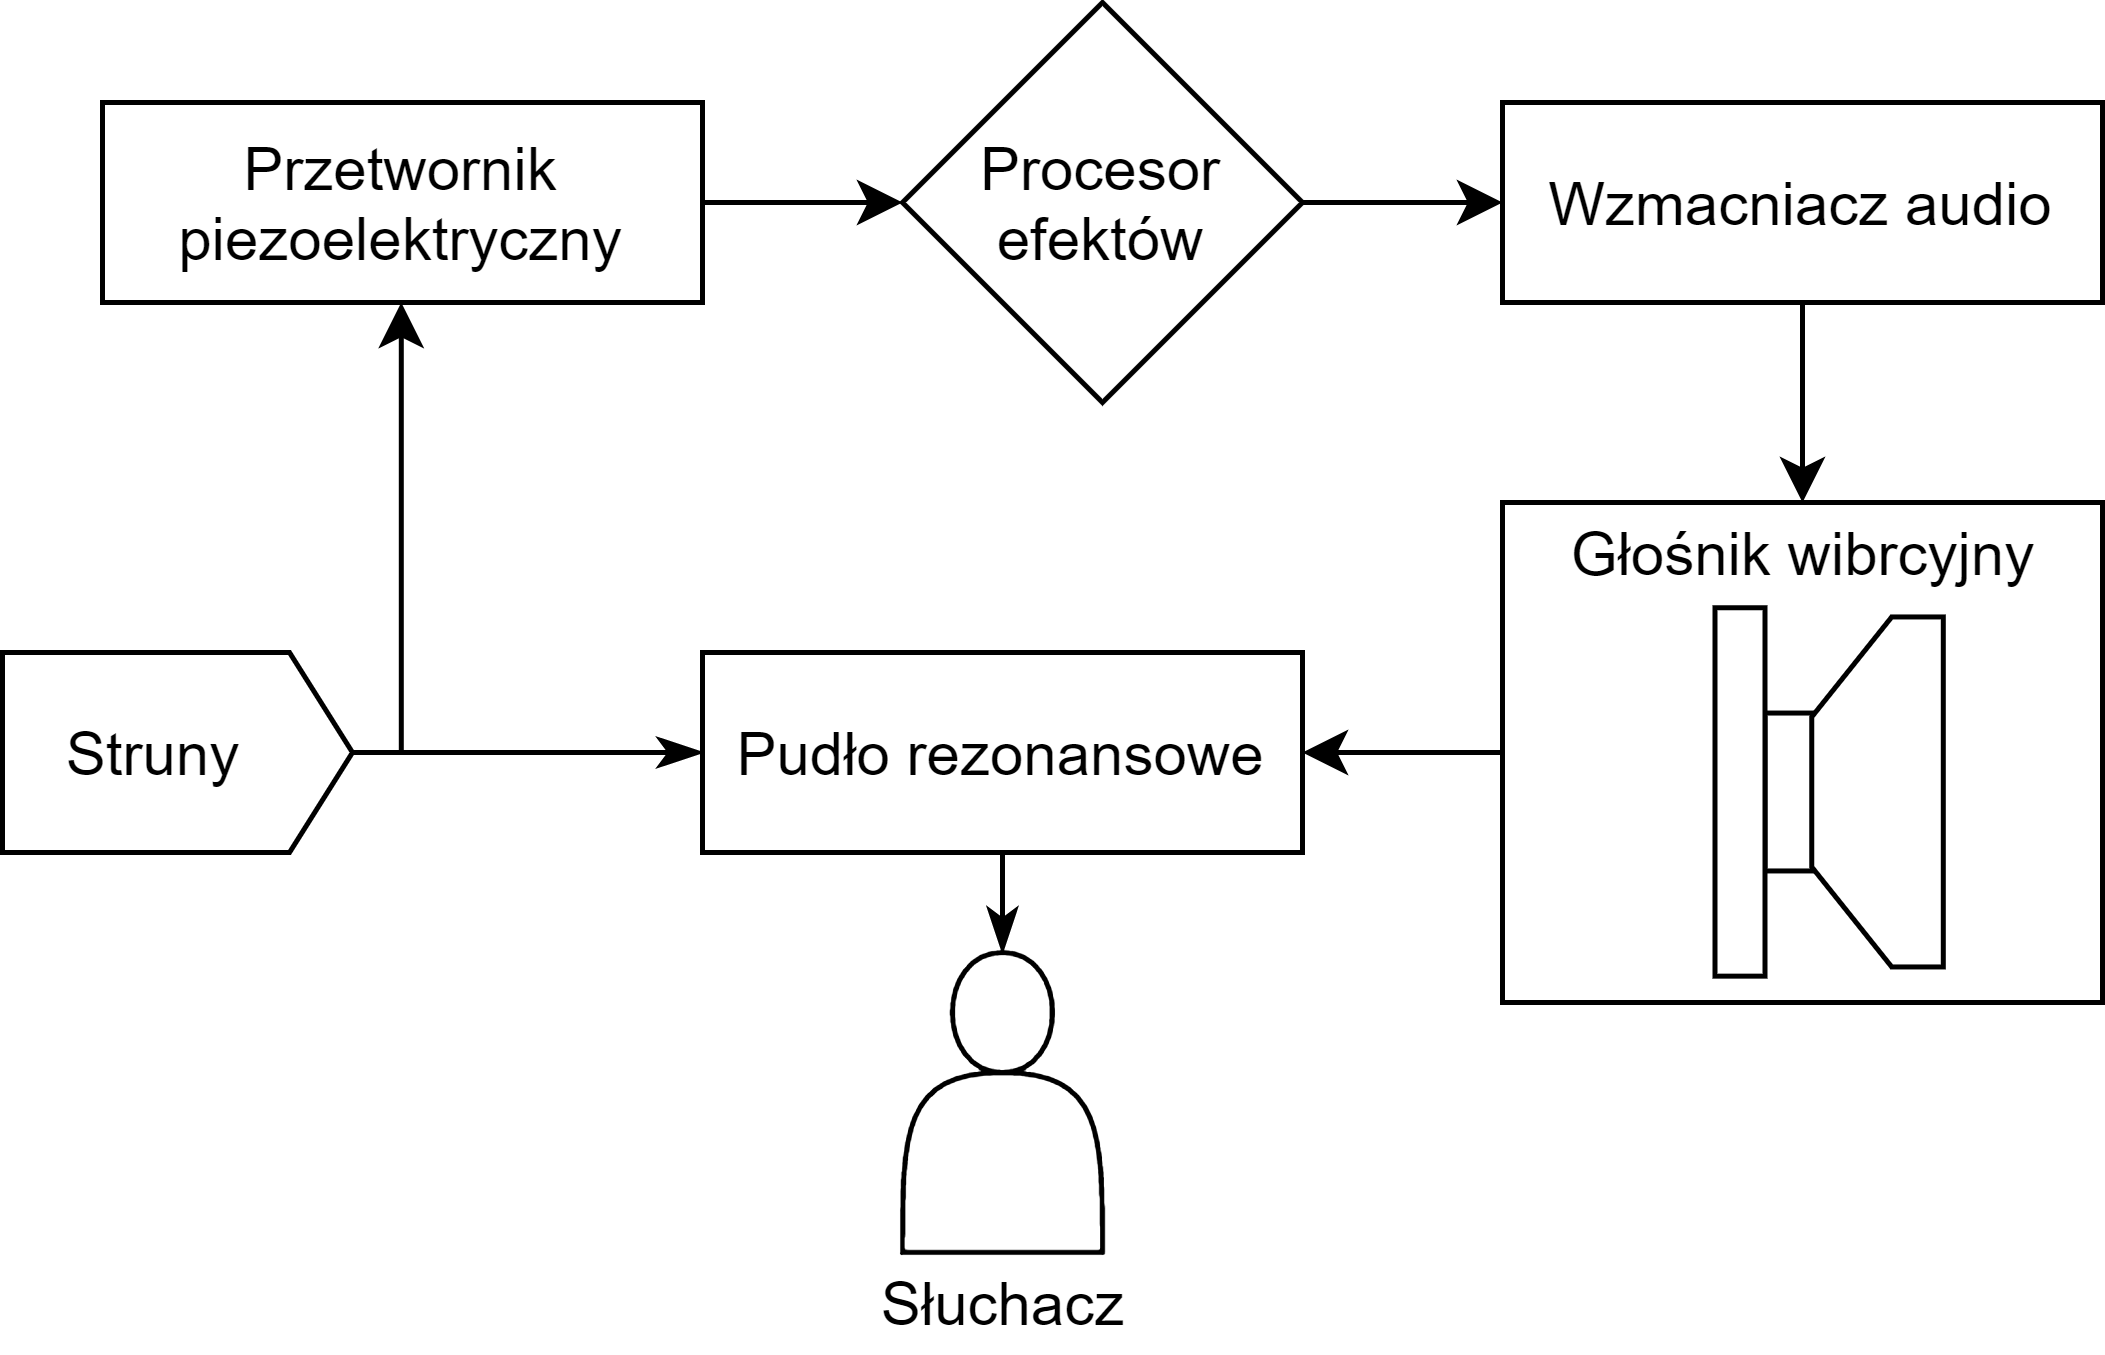 Przetwornik
piezoelektryczny
Procesor
efektów
Wzmacniacz audio
Głośnik wibrcyjny
Struny
Pudło rezonansowe
Słuchacz